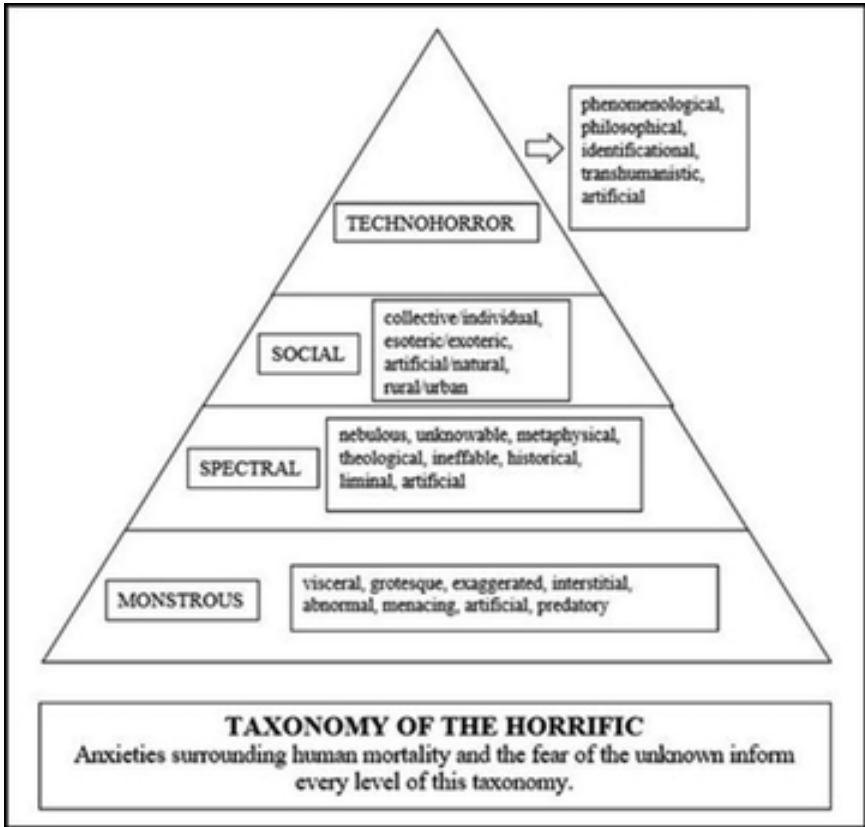 phenomenological,
philosophical,
identificational,
transhumanistic,
artificial
TECHNOHORROR
SOCIAL
collective/individual,
esoteric/exoteric,
artificial/natural,
rural/urban
SPECTRAL
nebulous, unknowable, metaphysical,
theological, ineffable, historical,
liminal, artificial
MONSTROUS
visceral, grotesque, exaggerated, interstitial,
abnormal, menacing, artificial, predatory
TAXONOMY OF THE HORRIFIC
Anxieties surrounding human mortality and the fear of the unknown inform
every level of this taxonomy.